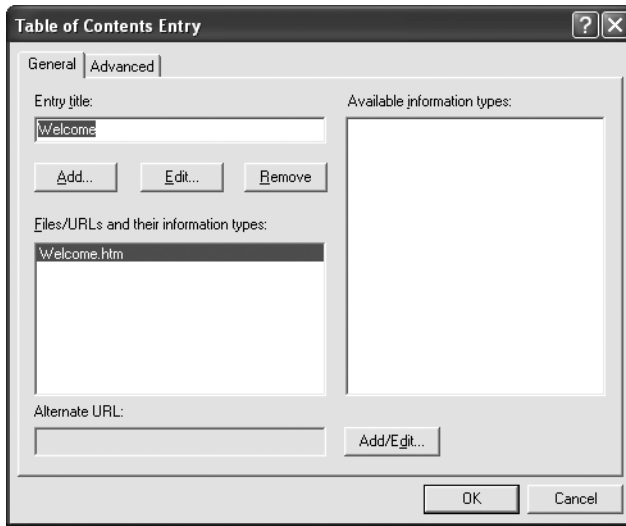 Table of Contents Entry
General Advanced
Entry title:
Welcome
Add... Edit... Remove
Files/URLs and their information types:
Welcome.htm
Available information types:
Alternate URL:
Add/Edit...
OK Cancel